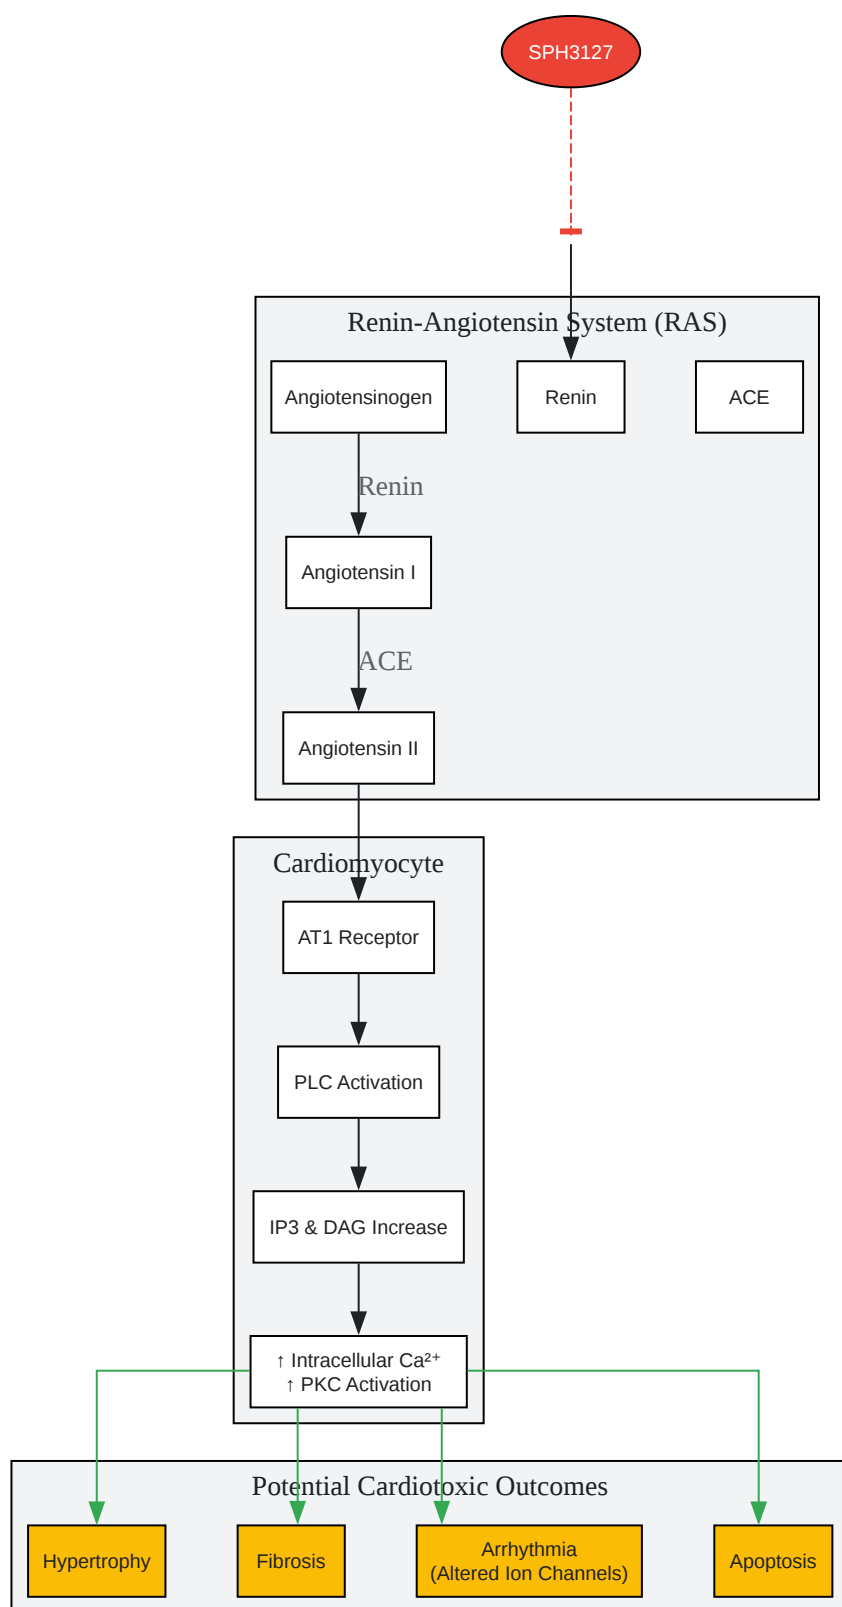 SPH3127
Renin-Angiotensin System (RAS)
Angiotensinogen
Renin
ACE
Renin
Angiotensin I
ACE
Angiotensin II
Cardiomyocyte
AT1 Receptor
PLC Activation
IP3 & DAG Increase
↑ Intracellular Ca²⁺
↑ PKC Activation
Potential Cardiotoxic Outcomes
Hypertrophy
Fibrosis
Arrhythmia
(Altered Ion Channels)
Apoptosis